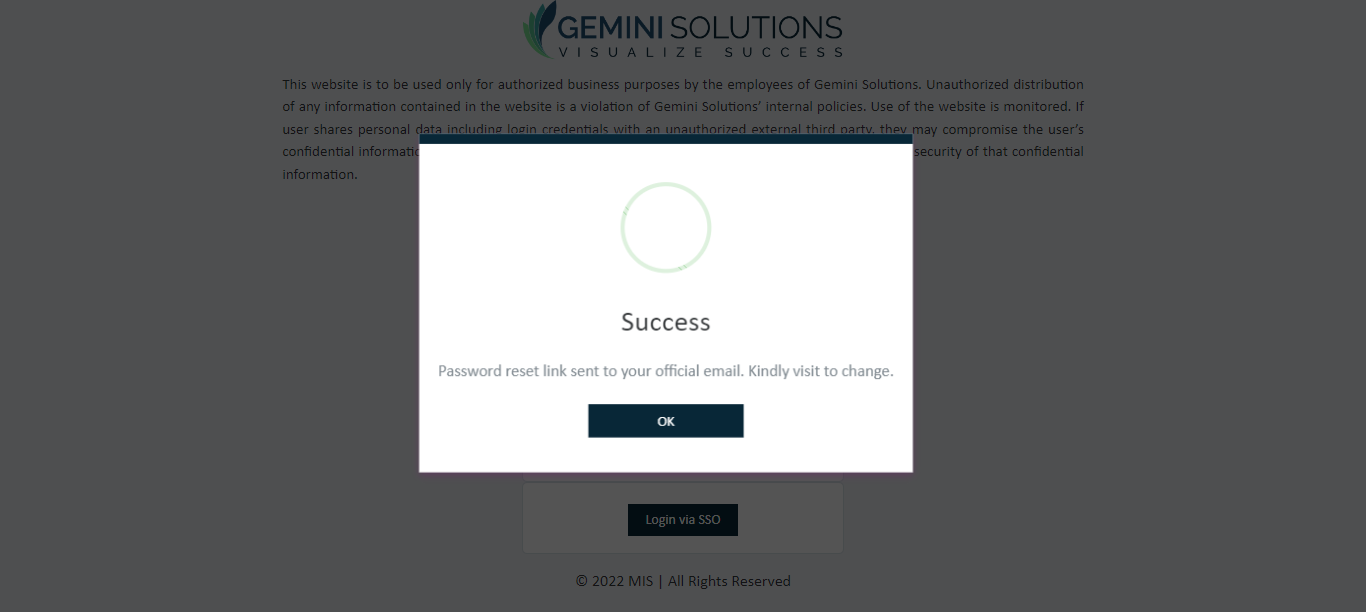 GEMINI SOLUTIONS
VISUALIZE SUCCESS
This website is to be used only for authorized business purposes by the employees of Gemini Solutions. Unauthorized distribution
of any information contained in the website is a violation of Gemini Solutions’ internal policies. Use of the website is monitored. If
user shares personal data including login credentials with an unauthorized external third party, they may compromise the user’s
confidential security of that confidential
information.
Success
Password reset link sent to your official email. Kindly visit to change.
OK
Login via SSO
© 2022 MIS | All Rights Reserved